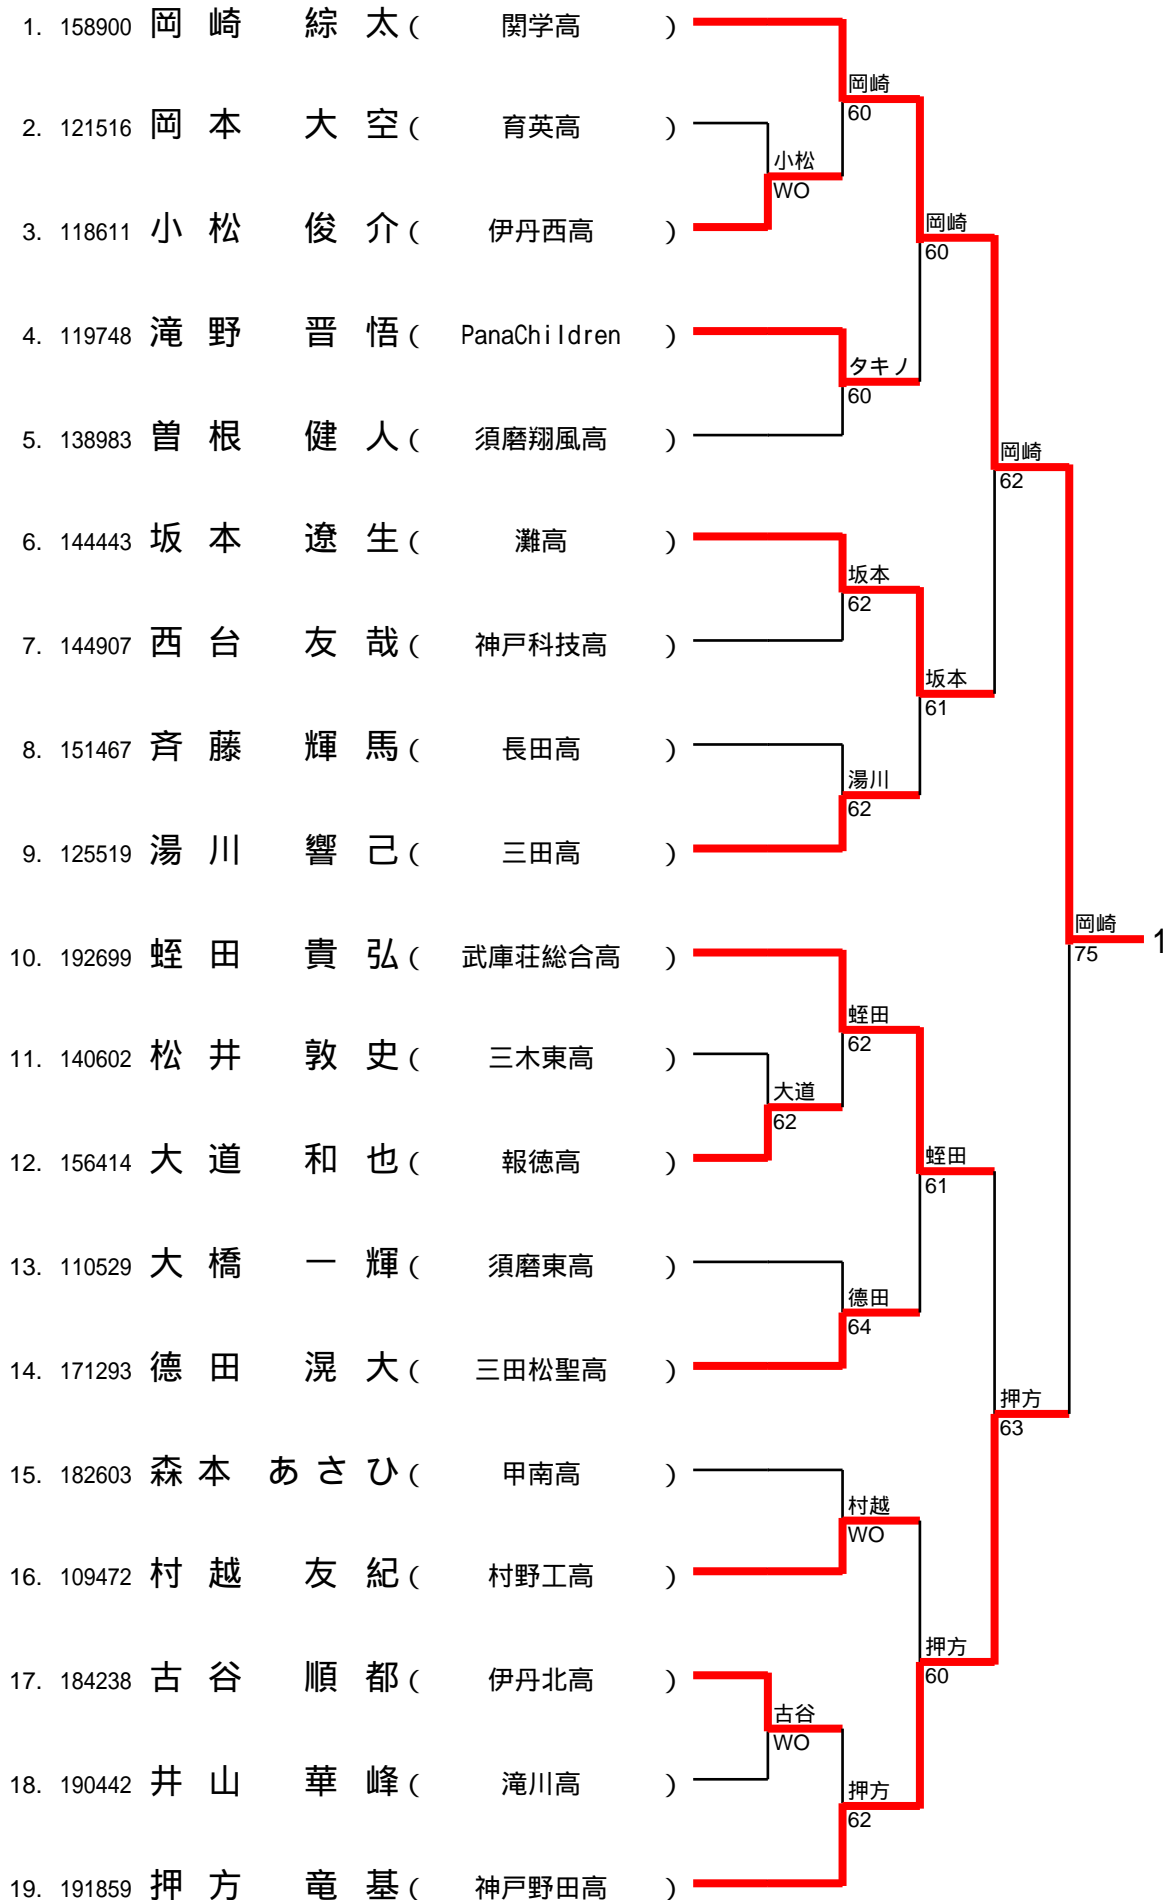 1. 158900 岡 崎 綜 太 ( 関学高 )
岡崎
60
2. 121516 岡 本 大 空 ( 育英高 )
小松
WO
3. 118611 小 松 俊 介 ( 伊丹西高 )
岡崎
60
4. 119748 滝 野 晋 悟 ( PanaChildren )
タキノ
60
5. 138983 曽 根 健 人 ( 須磨翔風高 )
岡崎
62
6. 144443 坂 本 遼 生 ( 灘高 )
坂本
62
7. 144907 西 台 友 哉 ( 神戸科技高 )
坂本
61
8. 151467 斉 藤 輝 馬 ( 長田高 )
湯川
62
9. 125519 湯 川 響 己 ( 三田高 )
岡崎
75
1
10. 192699 蛭 田 貴 弘 ( 武庫荘総合高 )
蛭田
62
11. 140602 松 井 敦 史 ( 三木東高 )
大道
62
12. 156414 大 道 和 也 ( 報徳高 )
蛭田
61
13. 110529 大 橋 一 輝 ( 須磨東高 )
德田
64
14. 171293 德 田 滉 大 ( 三田松聖高 )
押方
63
15. 182603 森 本 あ さ ひ ( 甲南高 )
村越
WO
16. 109472 村 越 友 紀 ( 村野工高 )
押方
60
17. 184238 古 谷 順 都 ( 伊丹北高 )
古谷
WO
18. 190442 井 山 華 峰 ( 滝川高 )
押方
62
19. 191859 押 方 竜 基 ( 神戸野田高 )